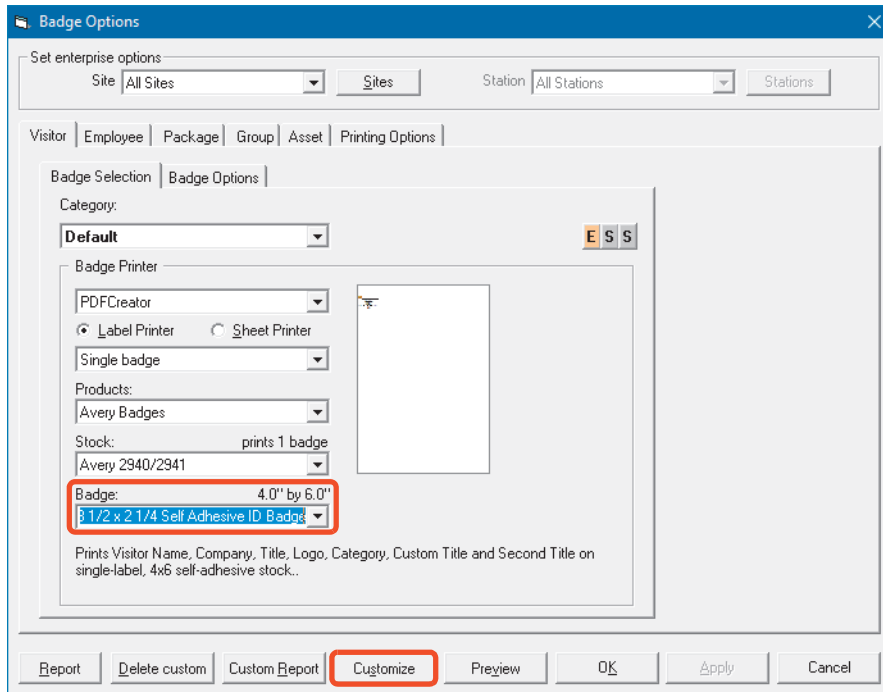 Badge Options
Set enterprise options
Site All Sites Sites Station All Stations Stations
Visitor Employee Package Group Asset Printing Options
Badge Selection Badge Options
Category:
Default E S S
Badge Printer
PDFCreator
Label Printer Sheet Printer
Single badge
Products:
Avery Badges
Stock: prints 1 badge
Avery 2940/2941
Badge: 4.0" by 6.0"
3 1/2 x 2 1/4 Self Adhesive ID Badge
Prints Visitor Name, Company, Title, Logo, Category, Custom Title and Second Title on
single-label, 4x6 self-adhesive stock..
Report Delete custom Custom Report Customize Preview OK Apply Cancel